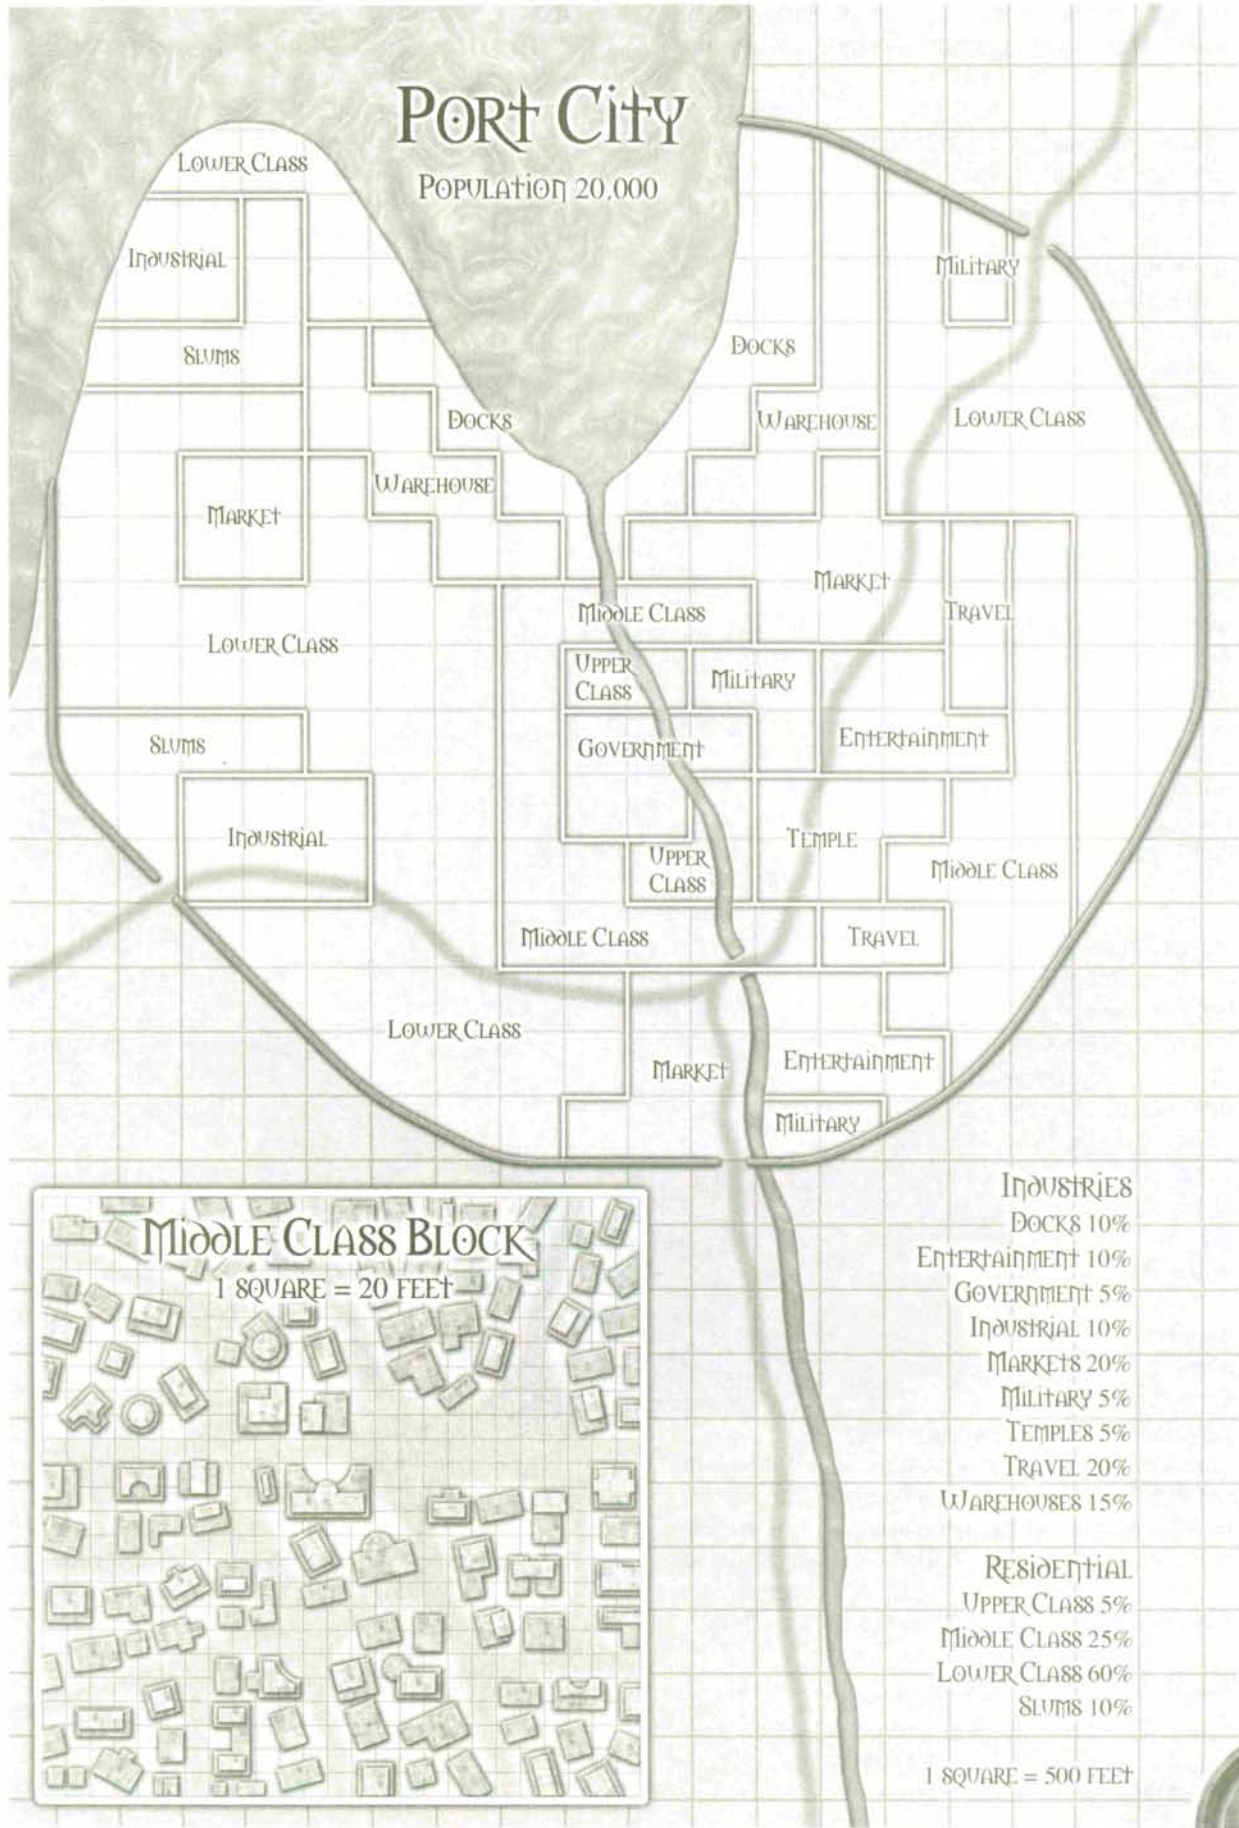 Port City
Population 20,000
Lower Class
Industrial
Military
Slums
Docks
Docks
Warehouse
Lower Class
Warehouse
Market
Market
Middle Class
Travel
Lower Class
Upper
Class
Military
Slums
Government
Entertainment
Industrial
Temple
Upper
Class
Middle Class
Middle Class
Travel
Lower Class
Market
Entertainment
Military
Middle Class Block
1 square = 20 feet
Industries
Docks 10%
Entertainment 10%
Government 5%
Industrial 10%
Markets 20%
Military 5%
Temples 5%
Travel 20%
Warehouses 15%
Residential
Upper Class 5%
Middle Class 25%
Lower Class 60%
Slums 10%
1 square = 500 feet